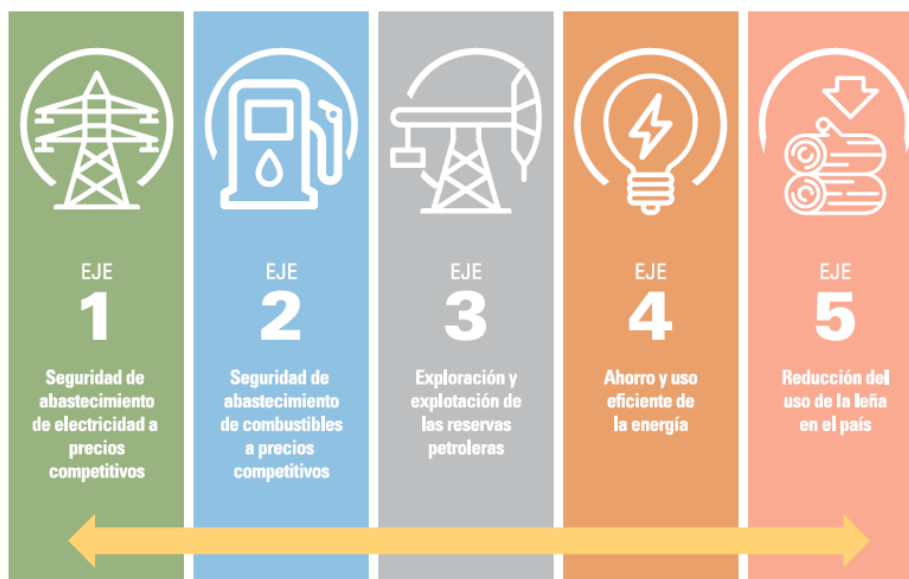 EJE
1
Seguridad de
abastecimiento
de electricidad a
precios
competitivos
EJE
2
Seguridad de
abastecimiento
de combustibles
a precios
competitivos
EJE
3
Exploración y
explotación de
las reservas
petroleras
EJE
4
Ahorro y uso
eficiente de
la energía
EJE
5
Reducción del
uso de la leña
en el país